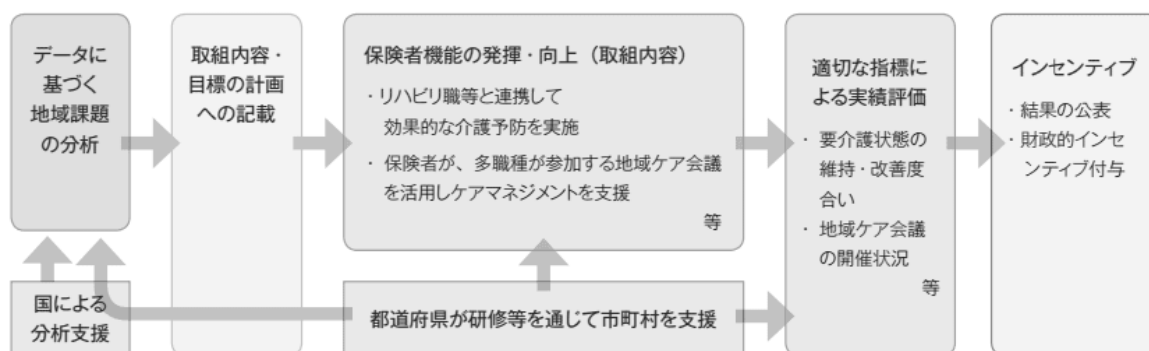 データに
基づく
地域課題
の分析
取組内容・
目標の計画
への記載
保険者機能の発揮・向上（取組内容）
・リハビリ職等と連携して
効果的な介護予防を実施
・保険者が、多職種が参加する地域ケア会議
を活用しケアマネジメントを支援
等
適切な指標に
よる実績評価
・要介護状態の
維持・改善度
合い
・地域ケア会議
の開催状況
等
インセンティブ
・結果の公表
・財政的インセ
ンティブ付与
国による
分析支援
都道府県が研修等を通じて市町村を支援